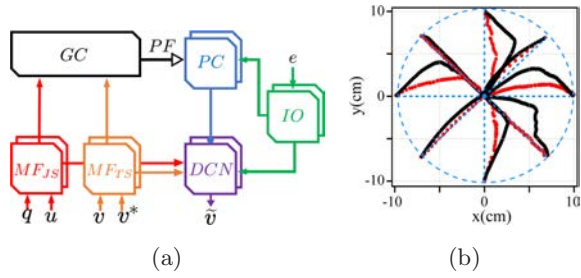 GC
PF
PC
e
IO
MF_JS
MF_TS
DCN
q u v v* ṽ
(a)
10
0
-10
y(cm)
-10 0 10
x(cm)
(b)